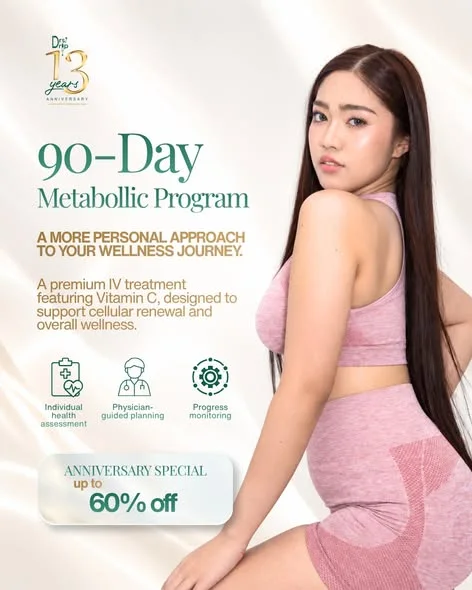 Drip
13
years
ANNIVERSARY
90-Day
Metabollic Program
A MORE PERSONAL APPROACH
TO YOUR WELLNESS JOURNEY.
A premium IV treatment
featuring Vitamin C, designed to
support cellular renewal and
overall wellness.
Individual
health
assessment
Physician-
guided planning
Progress
monitoring
ANNIVERSARY SPECIAL
up to
60% off